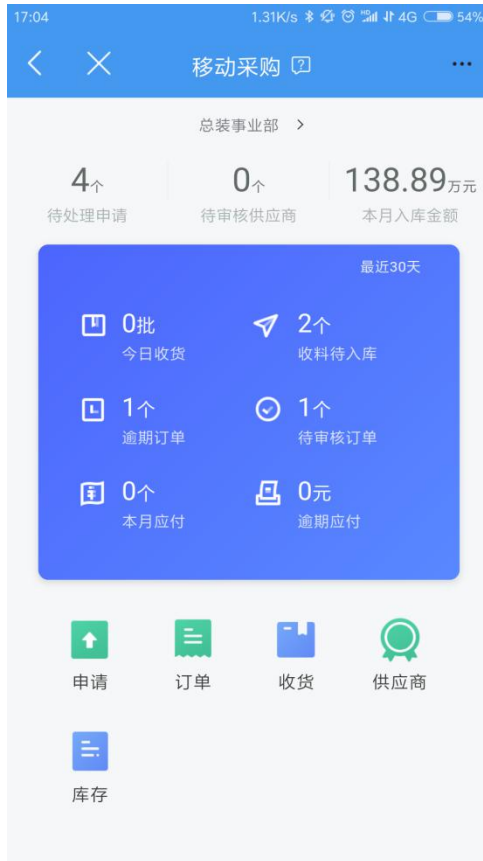 17:04 1.31K/s 4G 54%
移动采购
总装事业部 >
4个 0个 138.89万元
待处理申请 待审核供应商 本月入库金额
最近30天
0批 2个
今日收货 收料待入库
1个 1个
逾期订单 待审核订单
0个 0元
本月应付 逾期应付
申请 订单 收货 供应商
库存